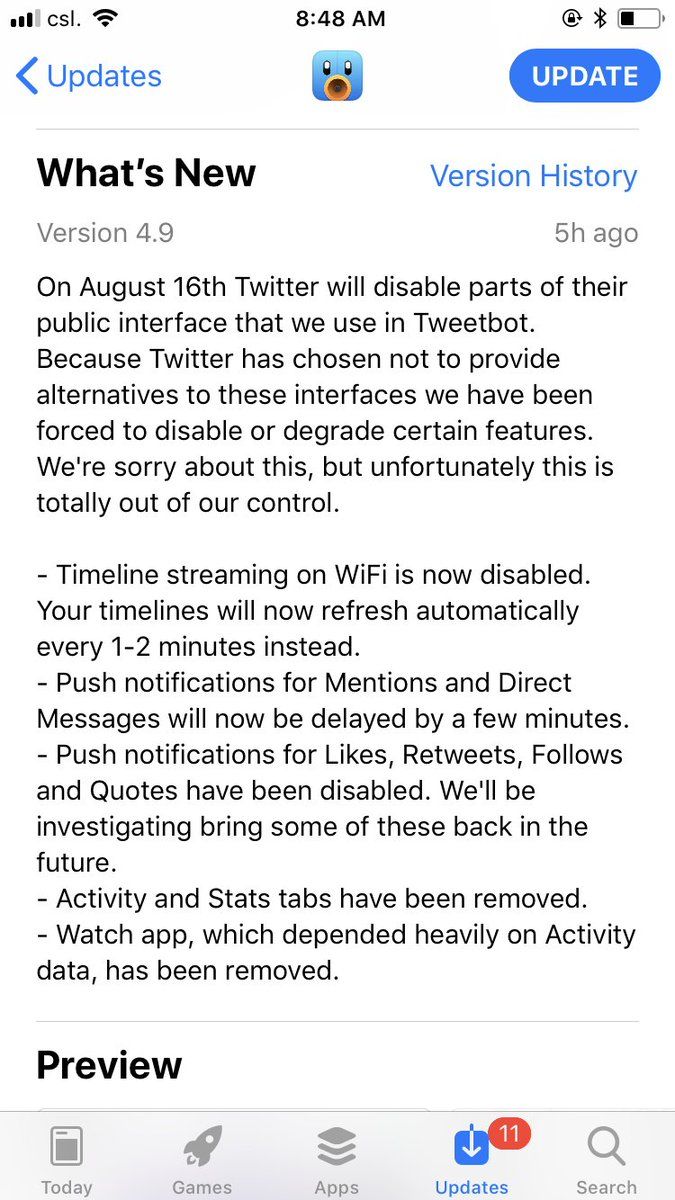 csl. 8:48 AM
Updates UPDATE
What’s New Version History
Version 4.9 5h ago
On August 16th Twitter will disable parts of their
public interface that we use in Tweetbot.
Because Twitter has chosen not to provide
alternatives to these interfaces we have been
forced to disable or degrade certain features.
We're sorry about this, but unfortunately this is
totally out of our control.
- Timeline streaming on WiFi is now disabled.
Your timelines will now refresh automatically
every 1-2 minutes instead.
- Push notifications for Mentions and Direct
Messages will now be delayed by a few minutes.
- Push notifications for Likes, Retweets, Follows
and Quotes have been disabled. We'll be
investigating bring some of these back in the
future.
- Activity and Stats tabs have been removed.
- Watch app, which depended heavily on Activity
data, has been removed.
Preview
11
Today Games Apps Updates Search